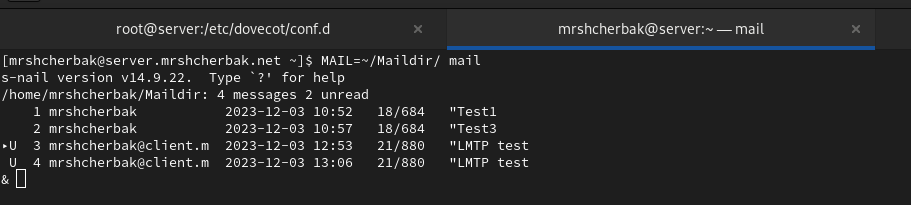 root@server:/etc/dovecot/conf.d × mrshcherbak@server:~ — mail ×
[mrshcherbak@server.mrshcherbak.net ~]$ MAIL=~/Maildir/ mail
s-nail version v14.9.22.  Type `?' for help
/home/mrshcherbak/Maildir: 4 messages 2 unread
    1 mrshcherbak           2023-12-03 10:52   18/684   "Test1
    2 mrshcherbak           2023-12-03 10:57   18/684   "Test3
▸U  3 mrshcherbak@client.m  2023-12-03 12:53   21/880   "LMTP test
 U  4 mrshcherbak@client.m  2023-12-03 13:06   21/880   "LMTP test
&